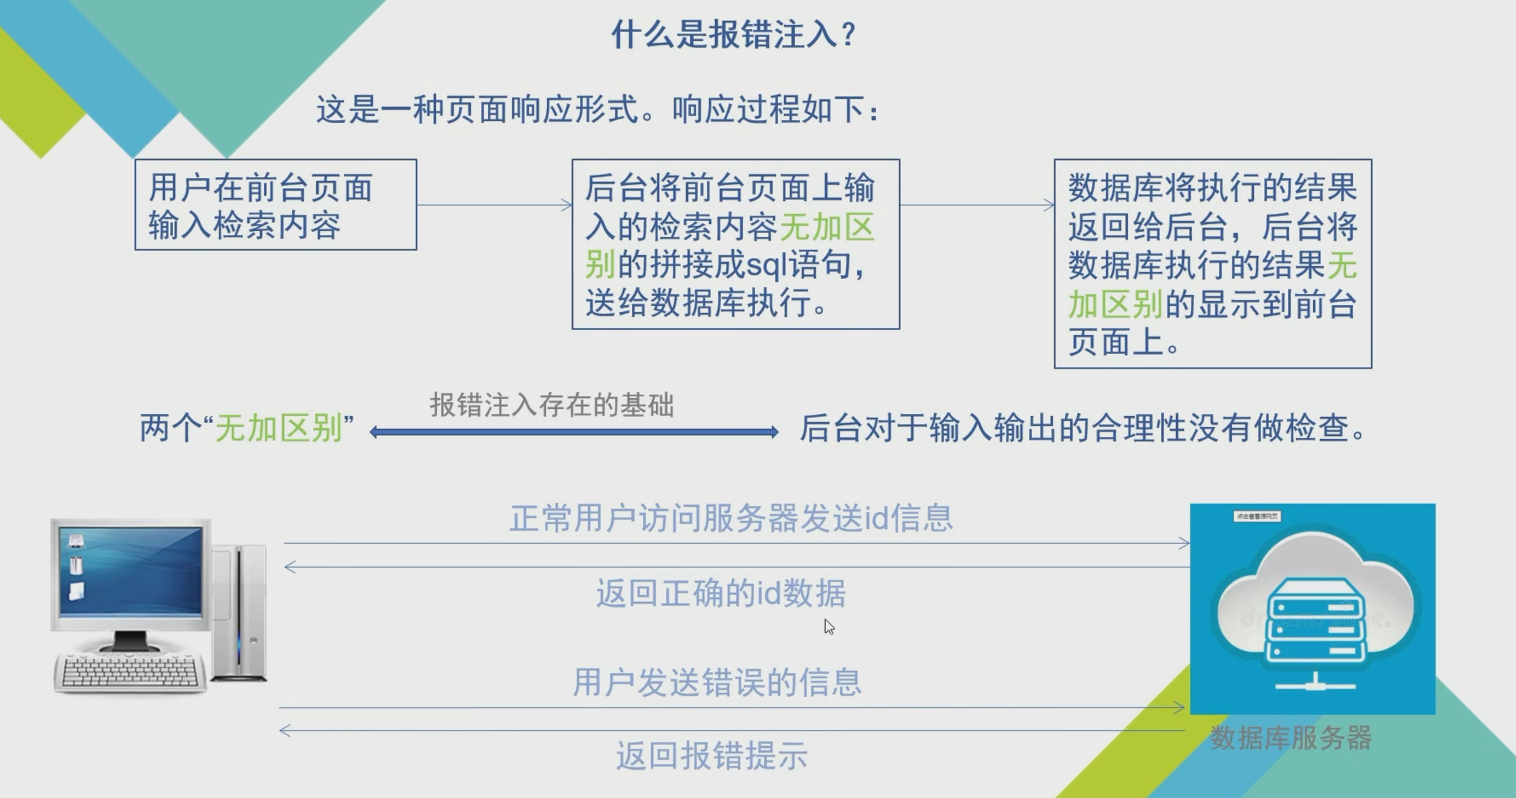 什么是报错注入？
这是一种页面响应形式。响应过程如下：
用户在前台页面
输入检索内容
后台将前台页面上输
入的检索内容无加区
别的拼接成sql语句，
送给数据库执行。
数据库将执行的结果
返回给后台，后台将
数据库执行的结果无
加区别的显示到前台
页面上。
两个“无加区别”
报错注入存在的基础
后台对于输入输出的合理性没有做检查。
正常用户访问服务器发送id信息
返回正确的id数据
用户发送错误的信息
返回报错提示
点击查看源网页
数据库服务器